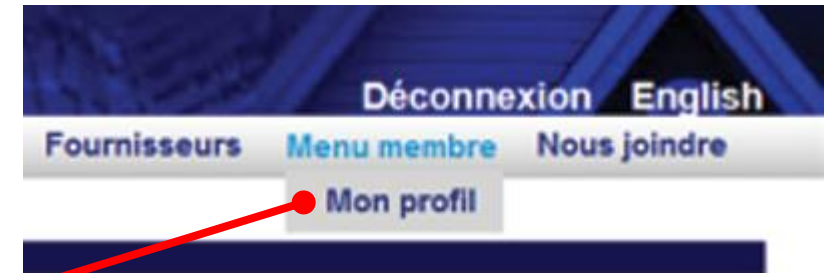 Déconnexion English
Fournisseurs Menu membre Nous joindre
Mon profil